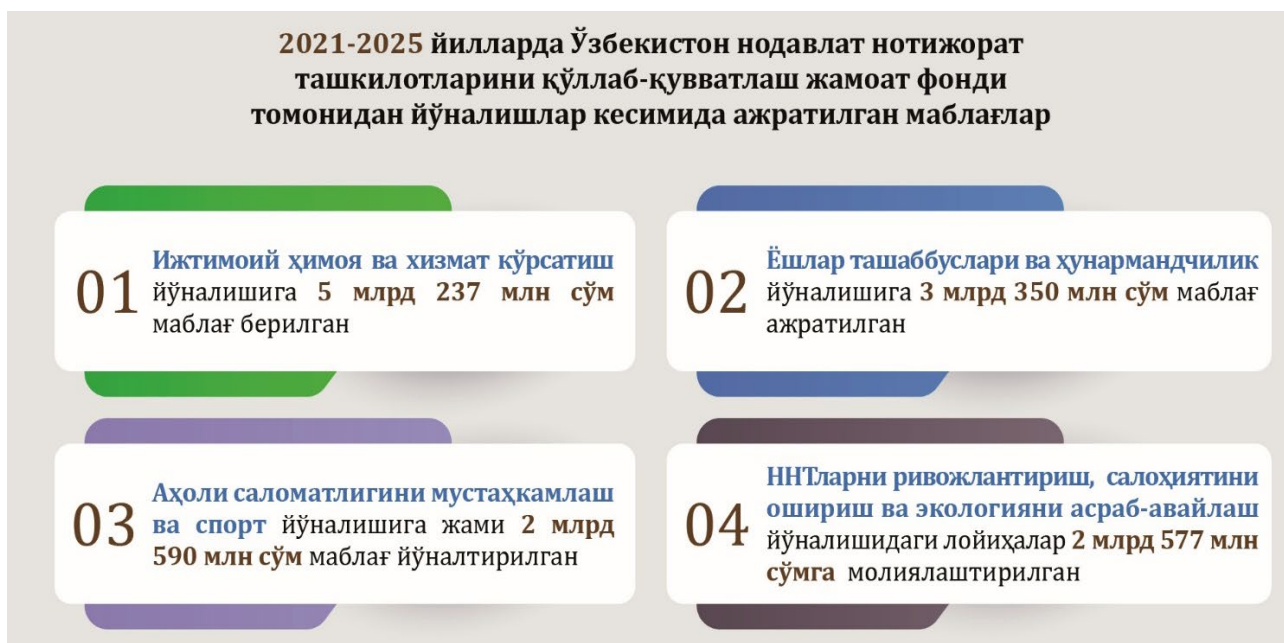 2021-2025 йилларда Ўзбекистон нодавлат нотижорат
ташкилотларини қўллаб-қувватлаш жамоат фонди
томонидан йўналишлар кесимида ажратилган маблағлар
01
Ижтимоий ҳимоя ва хизмат кўрсатиш
йўналишига 5 млрд 237 млн сўм
маблағ берилган
02
Ёшлар ташаббуслари ва ҳунармандчилик
йўналишига 3 млрд 350 млн сўм маблағ
ажратилган
03
Аҳоли саломатлигини мустаҳкамлаш
ва спорт йўналишига жами 2 млрд
590 млн сўм маблағ йўналтирилган
04
ННТларни ривожлантириш, салоҳиятини
ошириш ва экологияни асраб-авайлаш
йўналишидаги лойиҳалар 2 млрд 577 млн
сўмга молиялаштирилган